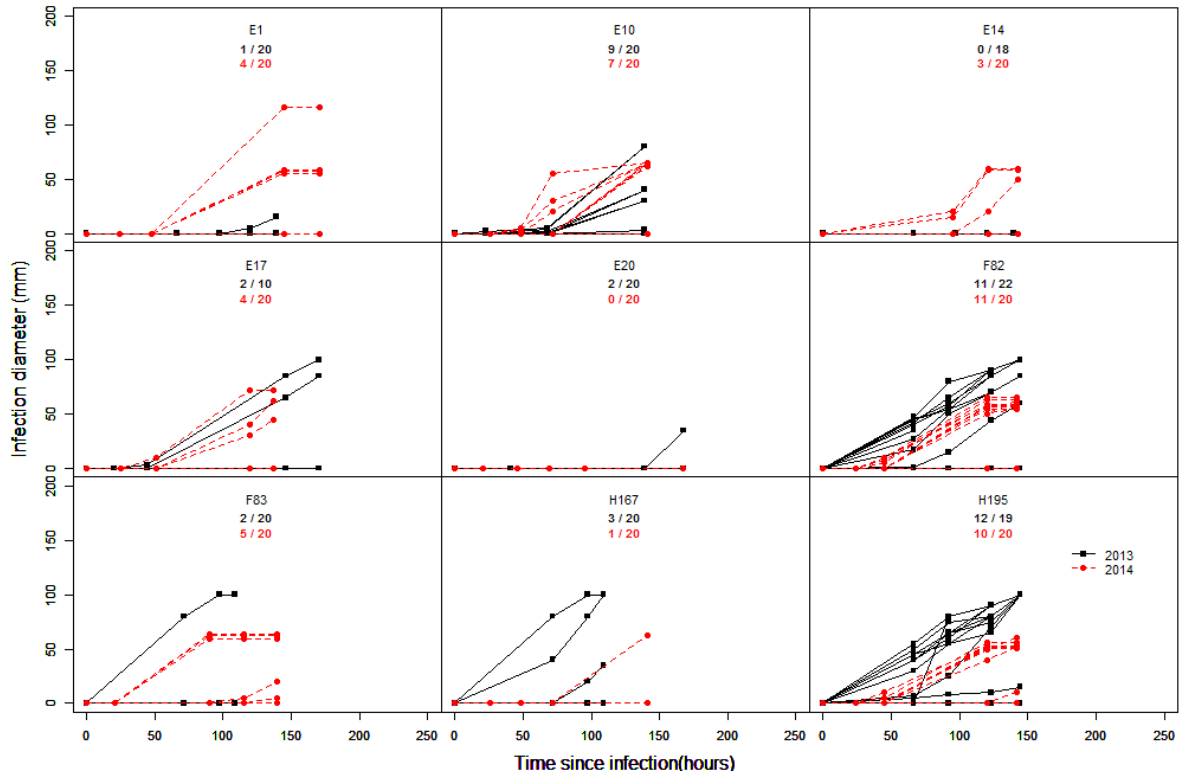 E1
1 / 20
4 / 20
E10
9 / 20
7 / 20
E14
0 / 18
3 / 20
E17
2 / 10
4 / 20
E20
2 / 20
0 / 20
F82
11 / 22
11 / 20
F83
2 / 20
5 / 20
H167
3 / 20
1 / 20
H195
12 / 19
10 / 20
2013
2014
0 50 100 150 200
0 50 100 150 200
0 50 100 150 200
Infection diameter (mm)
0 50 100 150 200 250 0 50 100 150 200 250 0 50 100 150 200 250
Time since infection(hours)